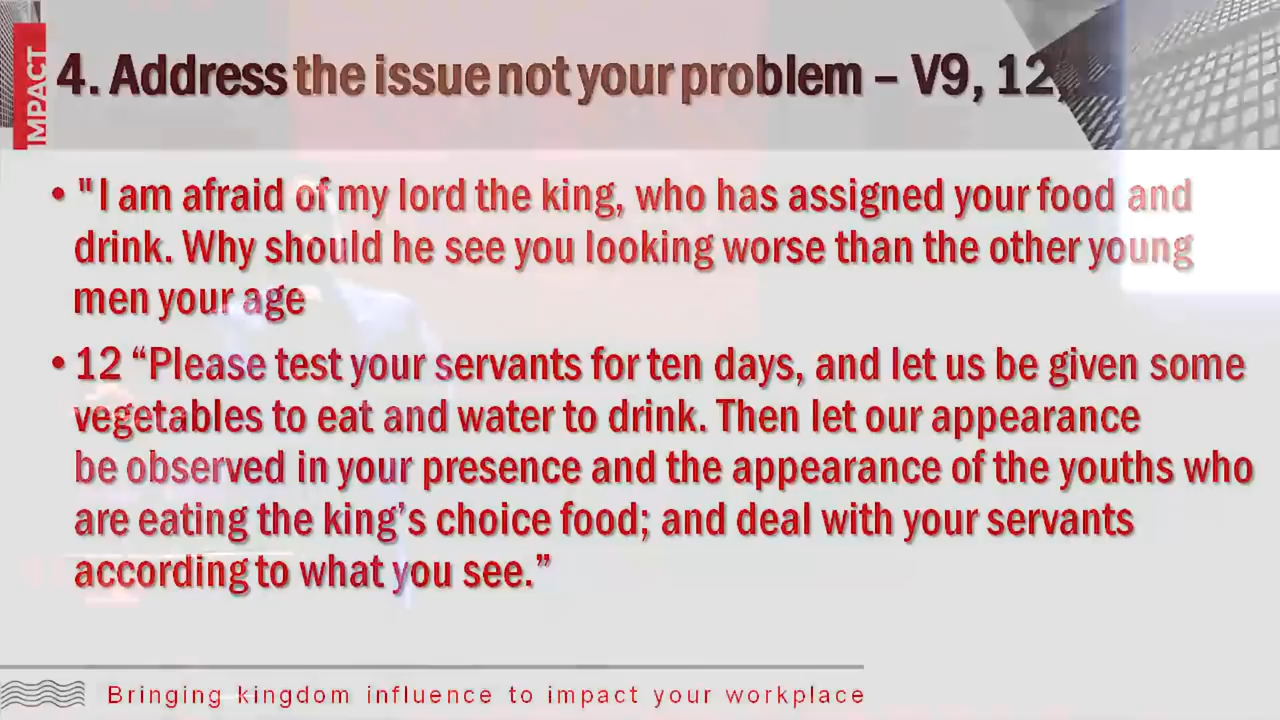 IMPACT
4. Address the issue not your problem – V9, 12,
• "I am afraid of my lord the king, who has assigned your food and
drink. Why should he see you looking worse than the other young
men your age
• 12 “Please test your servants for ten days, and let us be given some
vegetables to eat and water to drink. Then let our appearance
be observed in your presence and the appearance of the youths who
are eating the king’s choice food; and deal with your servants
according to what you see.”
Bringing kingdom influence to impact your workplace